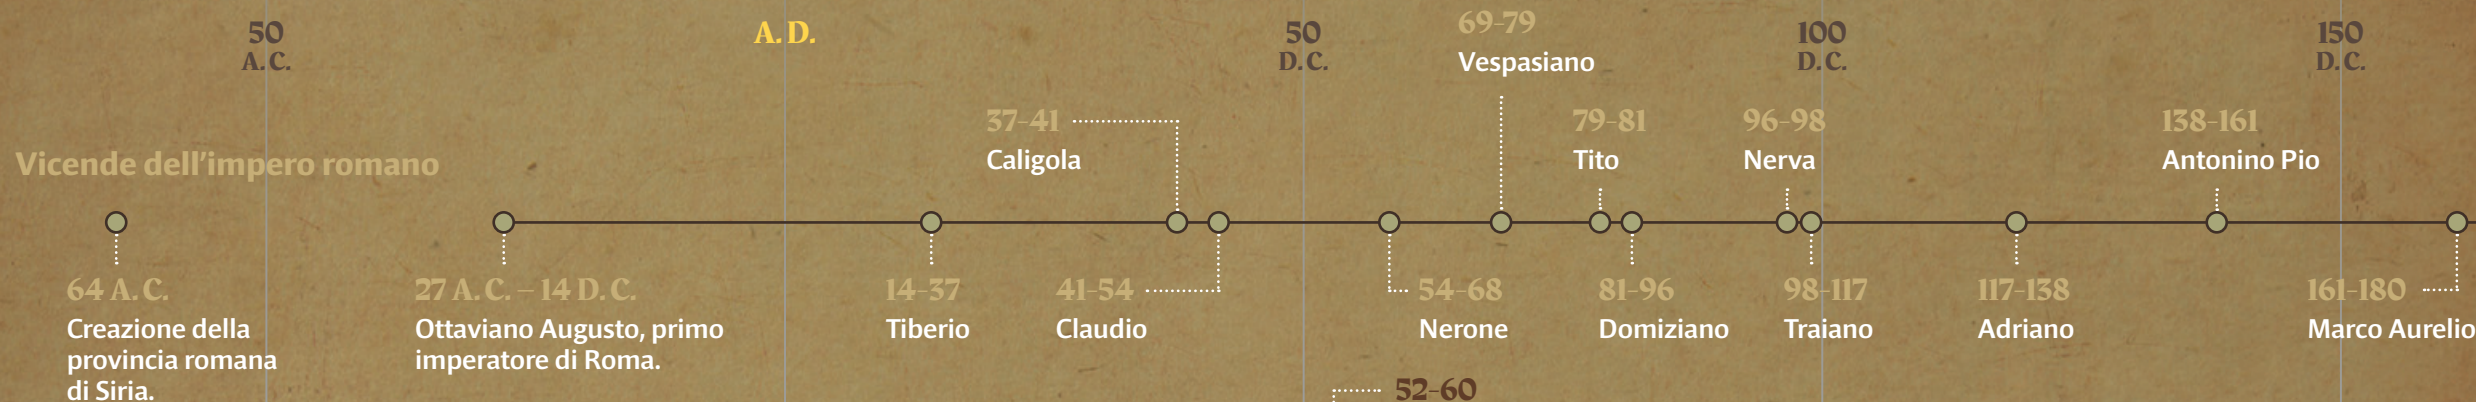 50
A. C.
A. D.
50
D. C.
69-79
Vespasiano
100
D. C.
150
D. C.
37-41
Caligola
79-81
Tito
96-98
Nerva
138-161
Antonino Pio
Vicende dell'impero romano
64 A. C.
Creazione della
provincia romana
di Siria.
27 A. C. – 14 D. C.
Ottaviano Augusto, primo
imperatore di Roma.
14-37
Tiberio
41-54
Claudio
54-68
Nerone
81-96
Domiziano
98-117
Traiano
117-138
Adriano
161-180
Marco Aurelio
52-60